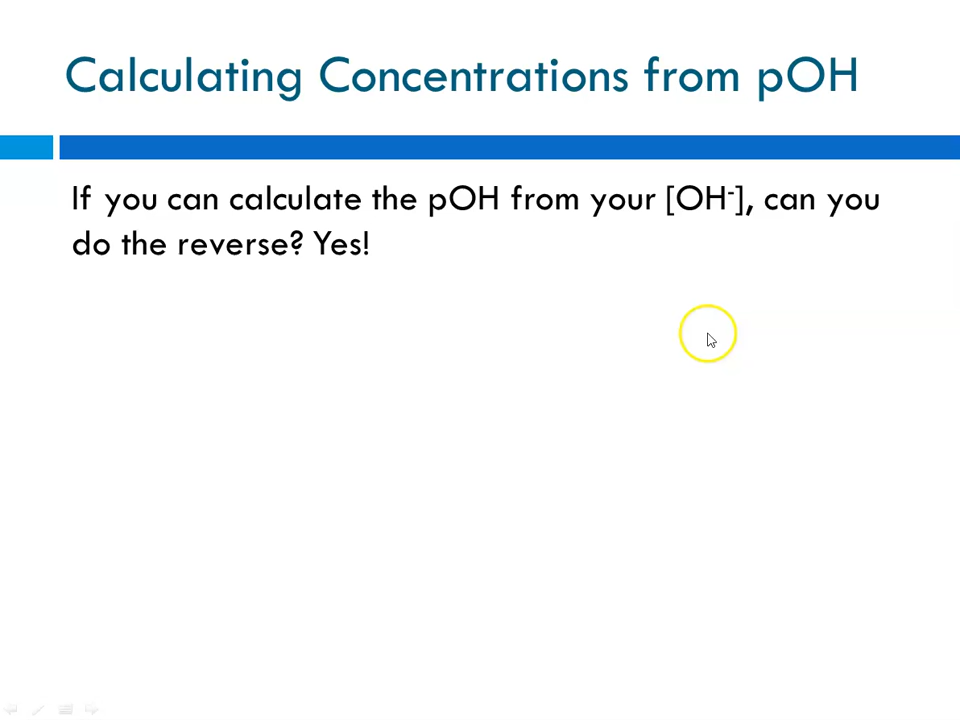 Calculating Concentrations from pOH
If you can calculate the pOH from your [OH⁻], can you
do the reverse? Yes!